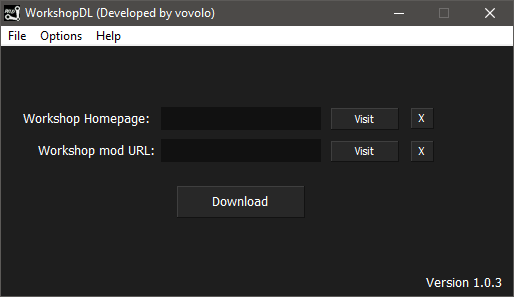 WorkshopDL (Developed by vovolo)
File Options Help
Workshop Homepage: Visit X
Workshop mod URL: Visit X
Download
Version 1.0.3